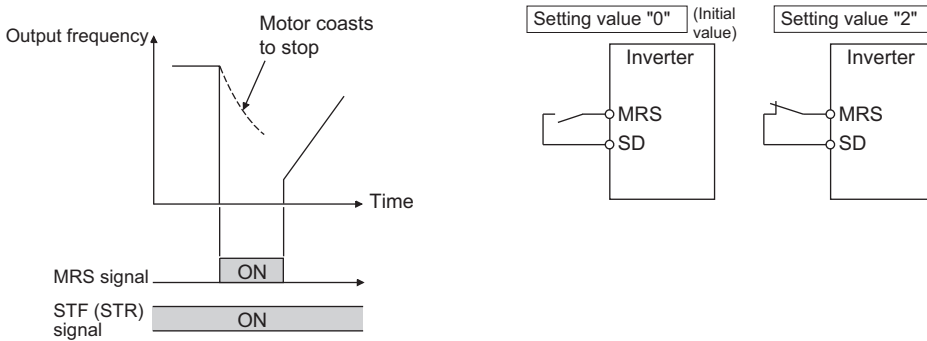 Output frequency
Motor coasts
to stop
Time
MRS signal
ON
STF (STR)
signal
ON
Setting value "0"
(Initial
value)
Inverter
MRS
SD
Setting value "2"
Inverter
MRS
SD